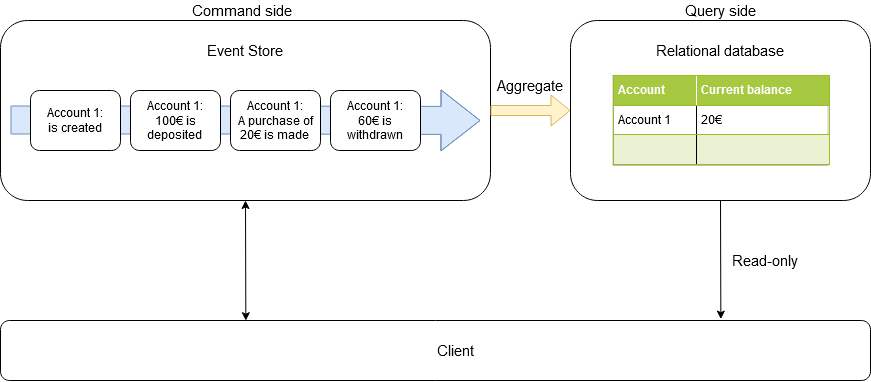 Command side
Query side
Event Store
Relational database
Account 1:
is created
Account 1:
100€ is
deposited
Account 1:
A purchase of
20€ is made
Account 1:
60€ is
withdrawn
Aggregate
Account Current balance
Account 1 20€
Read-only
Client